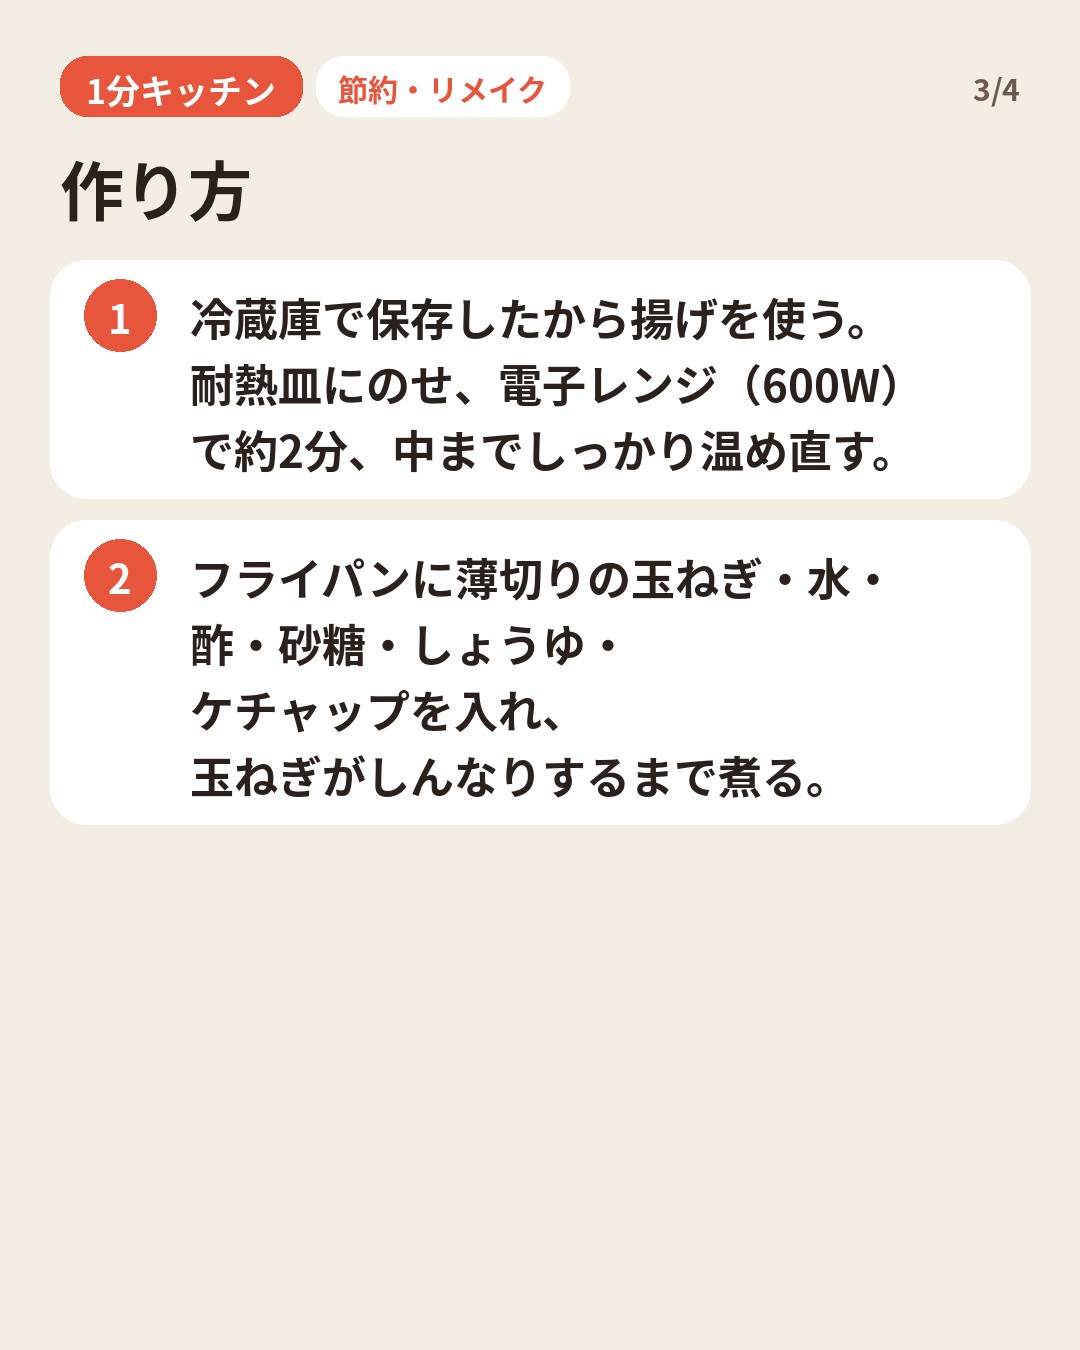 1分キッチン
節約・リメイク
3/4
作り方
1
冷蔵庫で保存したから揚げを使う。
耐熱皿にのせ、電子レンジ（600W）
で約2分、中までしっかり温め直す。
2
フライパンに薄切りの玉ねぎ・水・
酢・砂糖・しょうゆ・
ケチャップを入れ、
玉ねぎがしんなりするまで煮る。